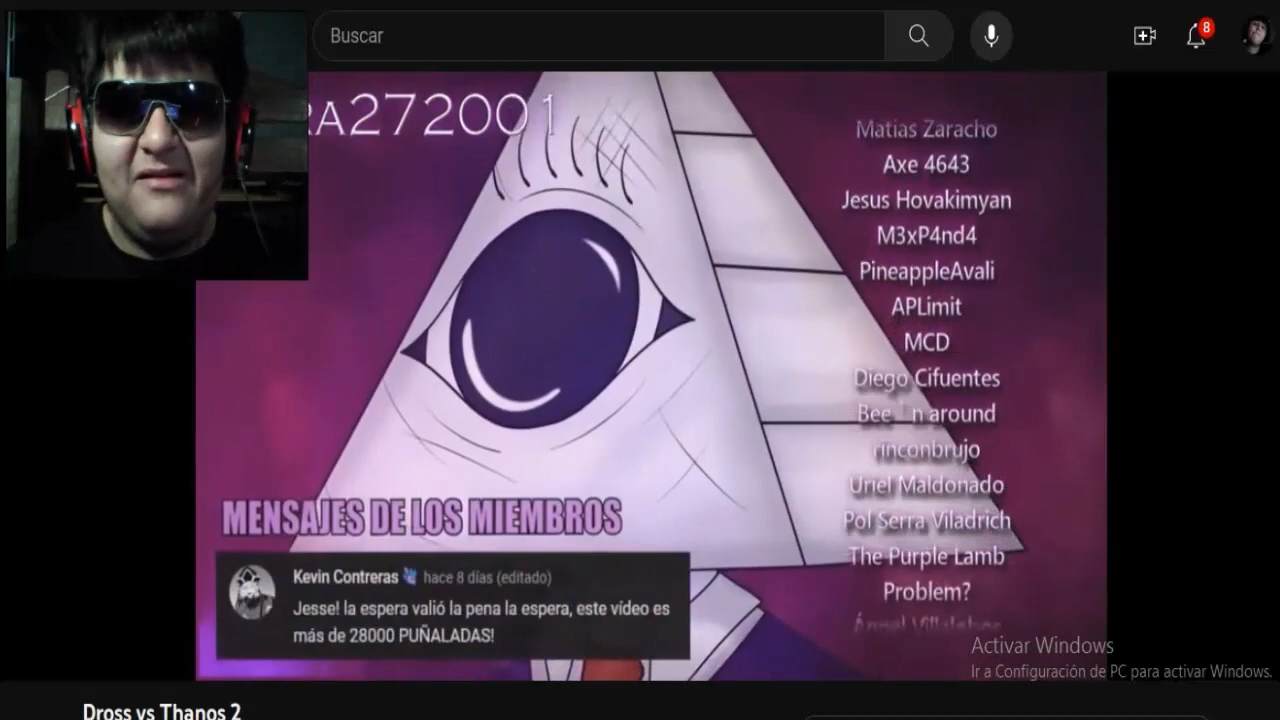 Buscar
8
RA272001
Matias Zaracho
Axe 4643
Jesus Hovakimyan
M3xP4nd4
PineappleAvali
APLimit
MCD
Diego Cifuentes
Bee ' n around
rinconbrujo
Uriel Maldonado
Pol Serra Viladrich
The Purple Lamb
Problem?
MENSAJES DE LOS MIEMBROS
Kevin Contreras hace 8 días (editado)
Jesse! la espera valió la pena la espera, este vídeo es
más de 28000 PUÑALADAS!
Activar Windows
Ir a Configuración de PC para activar Windows.
Dross vs Thanos 2